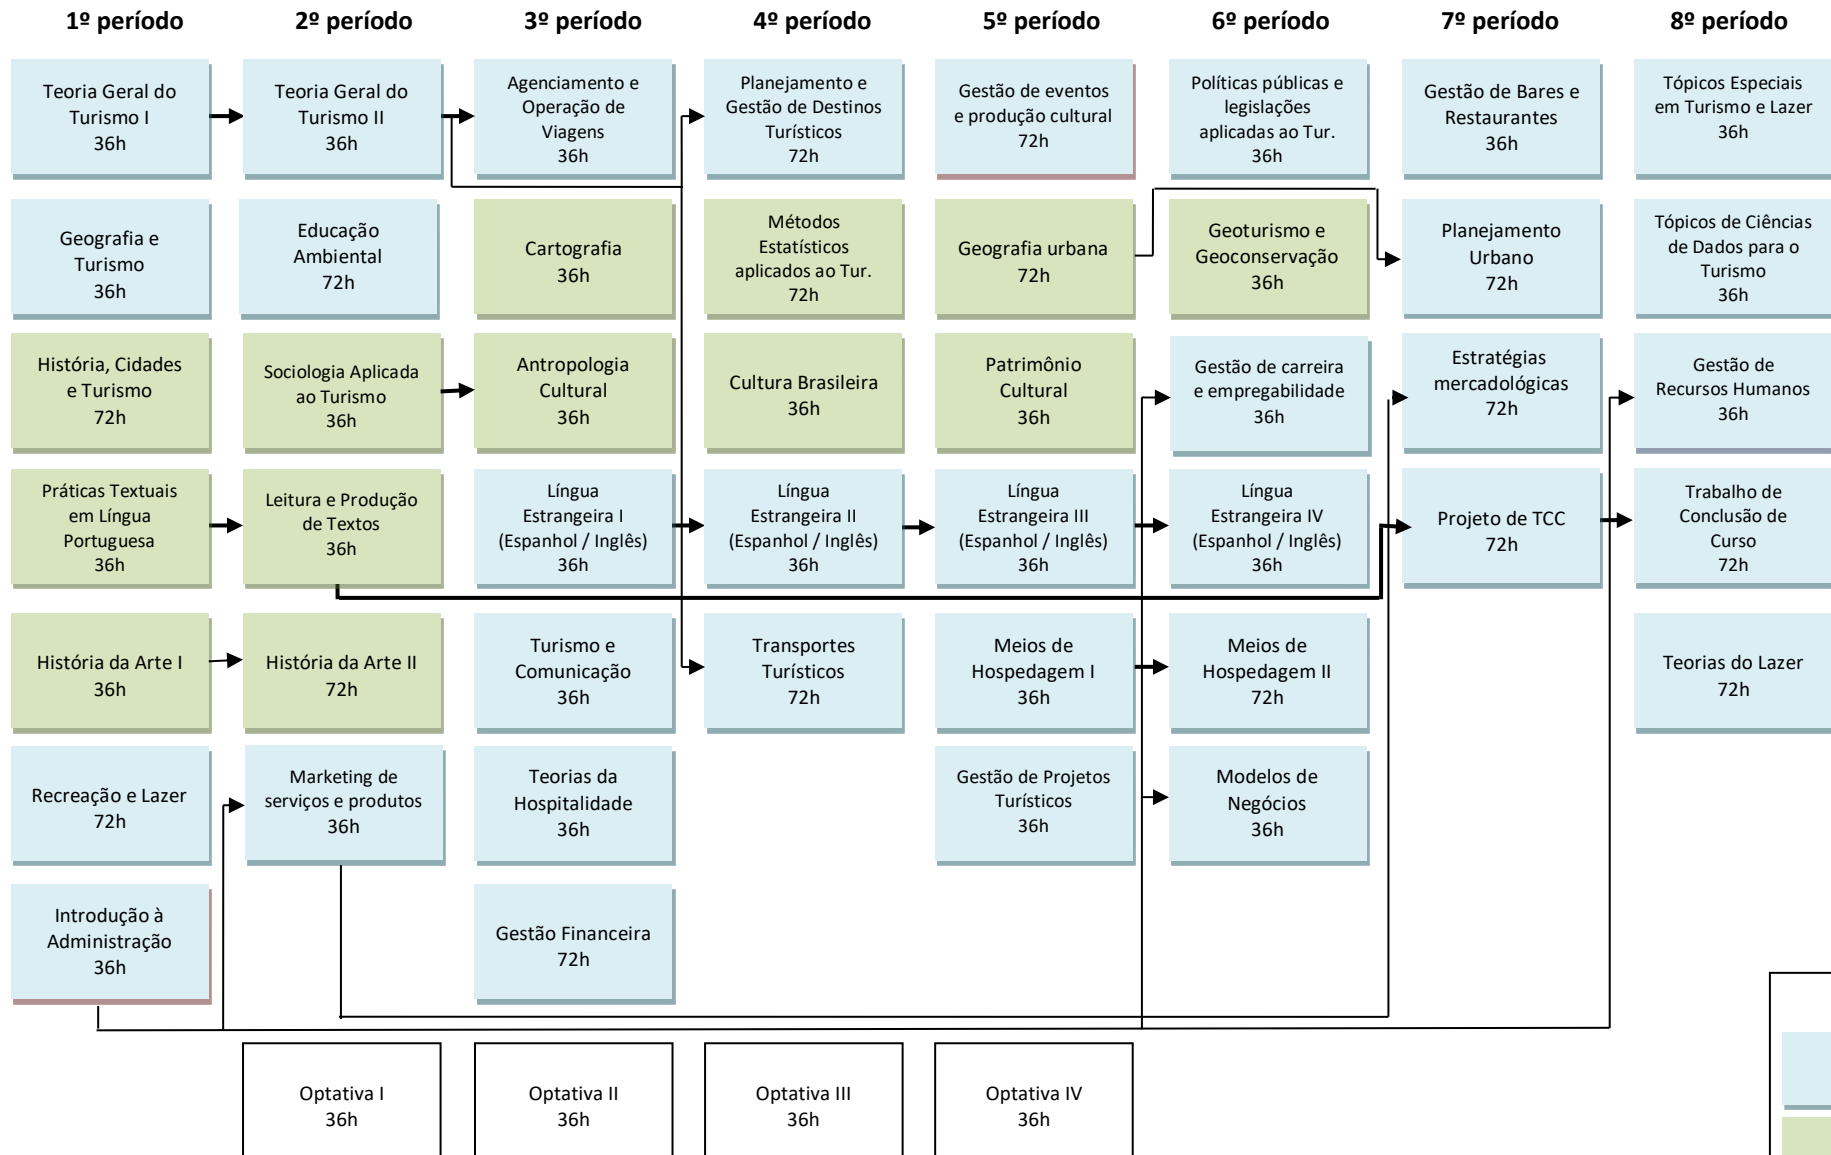 1º período
2º período
3º período
4º período
5º período
6º período
7º período
8º período
Teoria Geral do
Turismo I
36h
Teoria Geral do
Turismo II
36h
Agenciamento e
Operação de
Viagens
36h
Planejamento e
Gestão de Destinos
Turísticos
72h
Gestão de eventos
e produção cultural
72h
Políticas públicas e
legislações
aplicadas ao Tur.
36h
Gestão de Bares e
Restaurantes
36h
Tópicos Especiais
em Turismo e Lazer
36h
Geografia e
Turismo
36h
Educação
Ambiental
72h
Cartografia
36h
Métodos
Estatísticos
aplicados ao Tur.
72h
Geografia urbana
72h
Geoturismo e
Geoconservação
36h
Planejamento
Urbano
72h
Tópicos de Ciências
de Dados para o
Turismo
36h
História, Cidades
e Turismo
72h
Sociologia Aplicada
ao Turismo
36h
Antropologia
Cultural
36h
Cultura Brasileira
36h
Patrimônio
Cultural
36h
Gestão de carreira
e empregabilidade
36h
Estratégias
mercadológicas
72h
Gestão de
Recursos Humanos
36h
Práticas Textuais
em Língua
Portuguesa
36h
Leitura e Produção
de Textos
36h
Língua
Estrangeira I
(Espanhol / Inglês)
36h
Língua
Estrangeira II
(Espanhol / Inglês)
36h
Língua
Estrangeira III
(Espanhol / Inglês)
36h
Língua
Estrangeira IV
(Espanhol / Inglês)
36h
Projeto de TCC
72h
Trabalho de
Conclusão de
Curso
72h
História da Arte I
36h
História da Arte II
72h
Turismo e
Comunicação
36h
Transportes
Turísticos
72h
Meios de
Hospedagem I
36h
Meios de
Hospedagem II
72h
Teorias do Lazer
72h
Recreação e Lazer
72h
Marketing de
serviços e produtos
36h
Teorias da
Hospitalidade
36h
Gestão de Projetos
Turísticos
36h
Modelos de
Negócios
36h
Introdução à
Administração
36h
Gestão Financeira
72h
Optativa I
36h
Optativa II
36h
Optativa III
36h
Optativa IV
36h